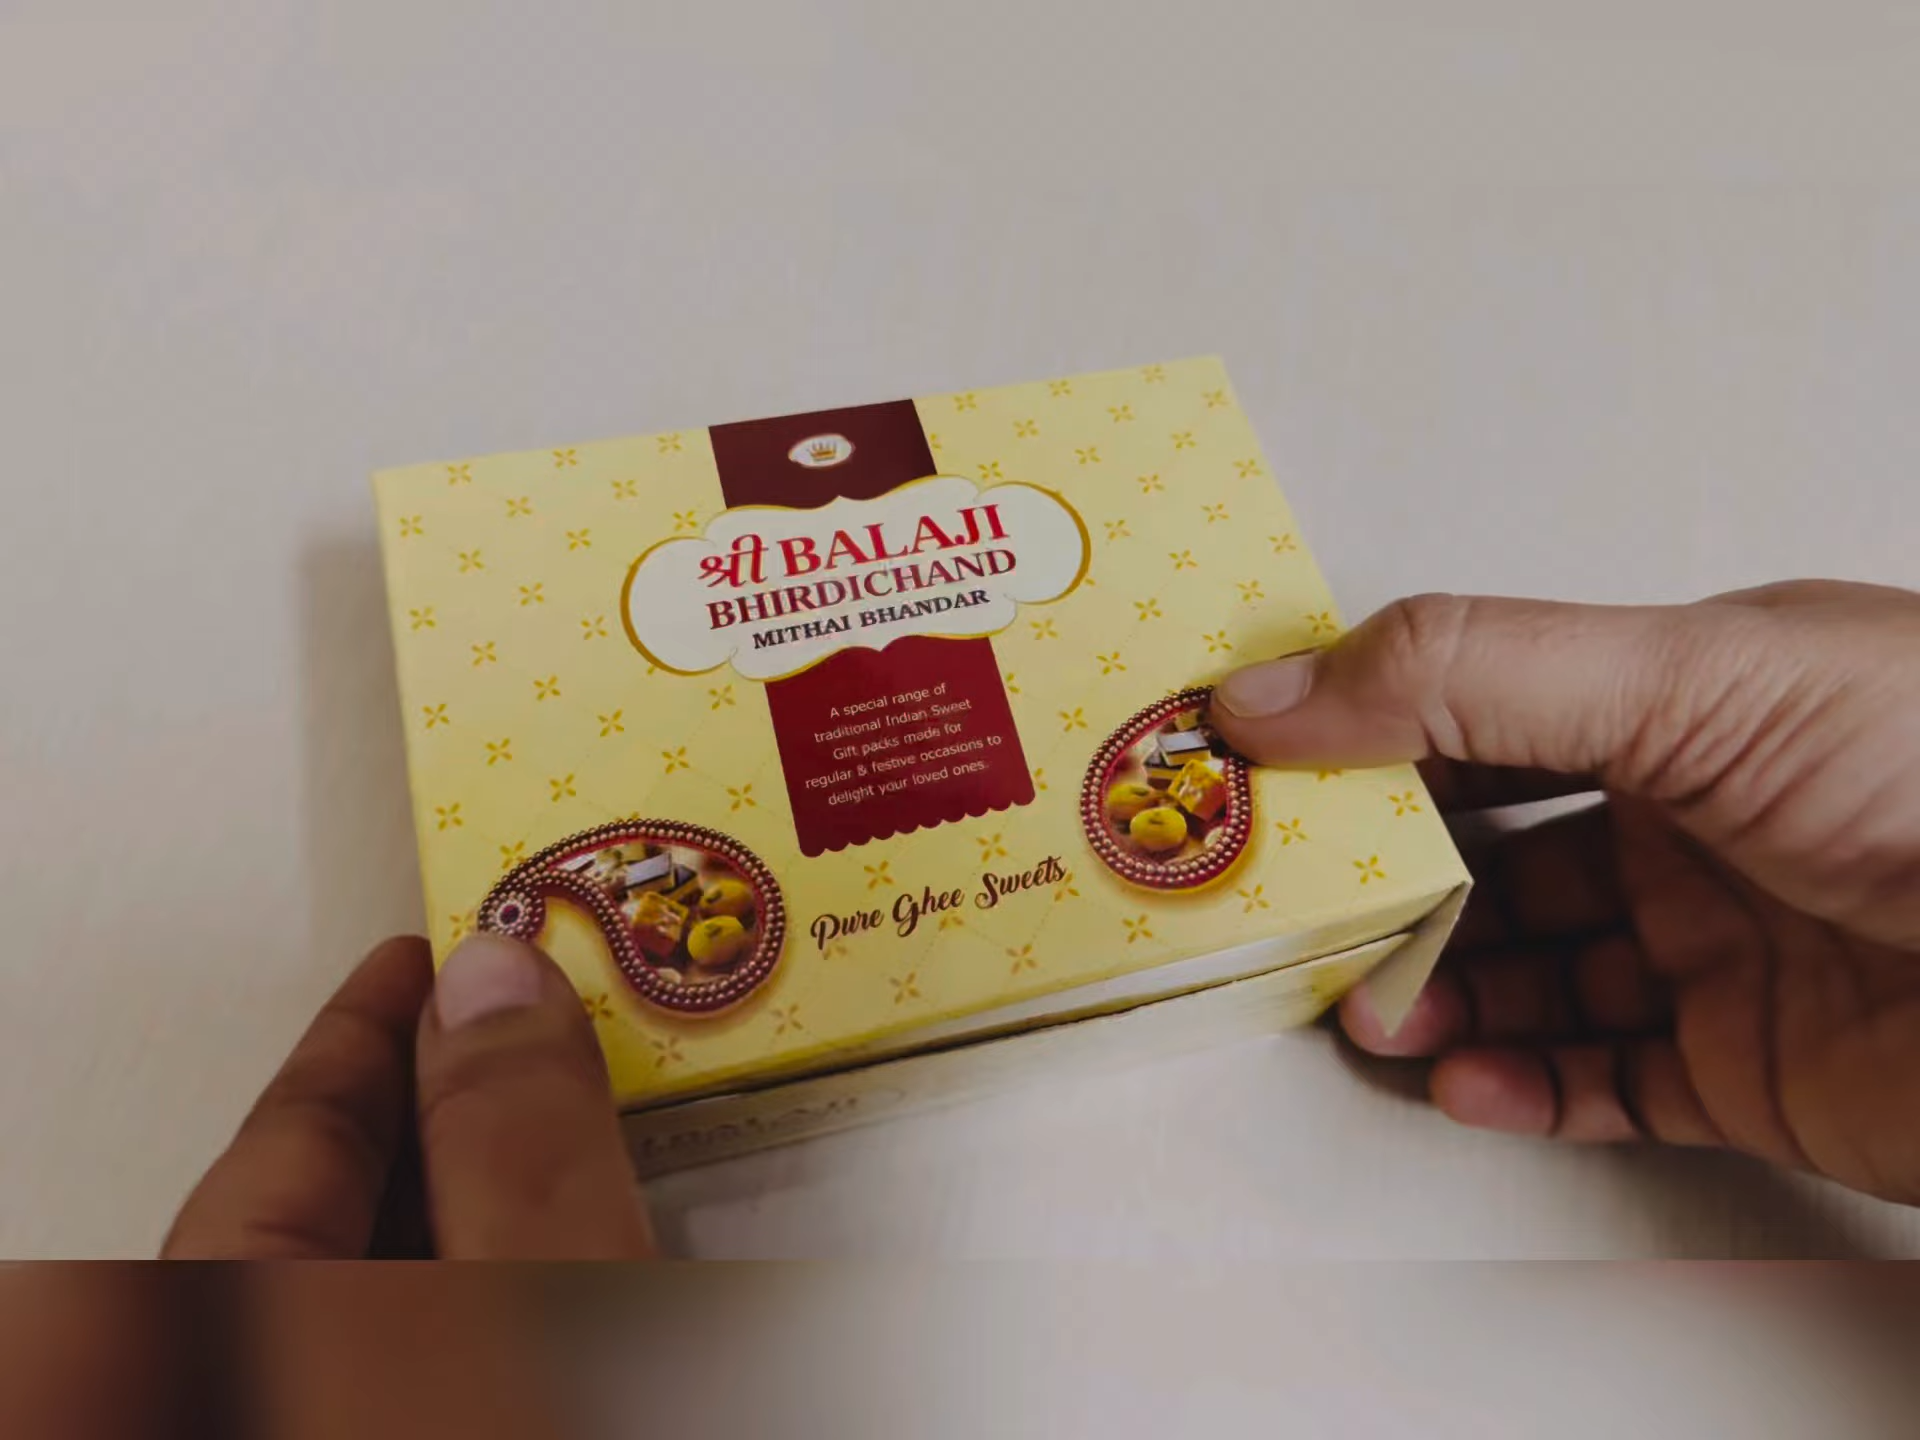 श्री BALAJI
BHIRDICHAND
MITHAI BHANDAR
A special range of
traditional Indian Sweet
Gift packs made for
regular & festive occasions to
delight your loved ones.
Pure Ghee Sweets